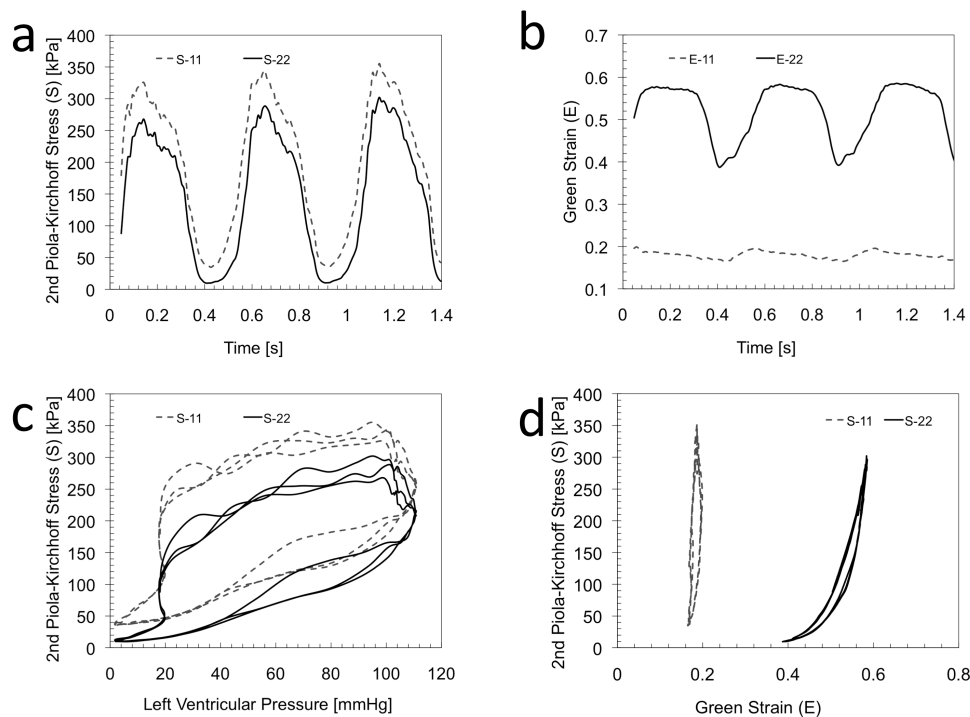 a
2nd Piola-Kirchhoff Stress (S) [kPa]
400
350
300
250
200
150
100
50
0
S-11 S-22
0 0.2 0.4 0.6 0.8 1 1.2 1.4
Time [s]
b
Green Strain (E)
0.7
0.6
0.5
0.4
0.3
0.2
0.1
E-11 E-22
0 0.2 0.4 0.6 0.8 1 1.2 1.4
Time [s]
c
2nd Piola-Kirchhoff Stress (S) [kPa]
400
350
300
250
200
150
100
50
0
S-11 S-22
0 20 40 60 80 100 120
Left Ventricular Pressure [mmHg]
d
2nd Piola-Kirchhoff Stress (S) [kPa]
400
350
300
250
200
150
100
50
0
S-11 S-22
0 0.2 0.4 0.6 0.8
Green Strain (E)